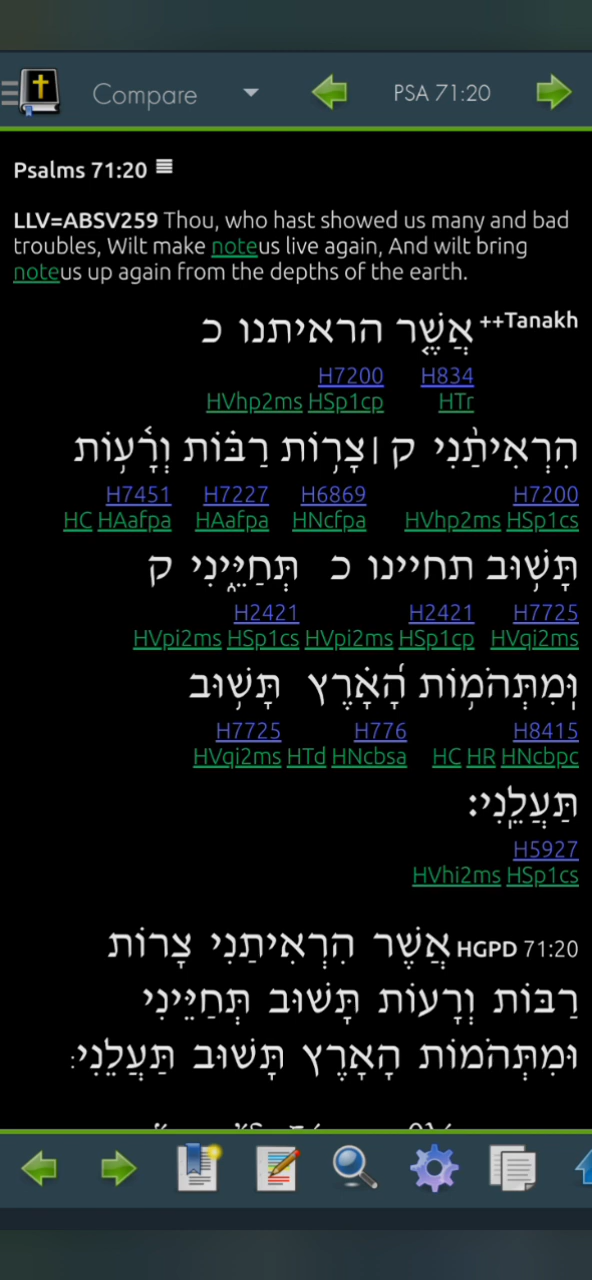 Compare
PSA 71:20
Psalms 71:20
LLV=ABSV259 Thou, who hast showed us many and bad
troubles, Wilt make noteus live again, And wilt bring
noteus up again from the depths of the earth.
++Tanakh אֲשֶׁ֤ר הראיתנו כ
H834 H7200
HTr HVhp2ms HSp1cp
הִרְאִיתַ֨נִי ק ׀ צָר֥וֹת רַבּ֗וֹת וְרָ֫ע֥וֹת
H7200 H6869 H7227 H7451
HVhp2ms HSp1cs HNcfpa HAafpa HC HAafpa
תָּשׁ֥וּב תחיינו כ תְּחַיֵּ֑ינִי ק
H7725 H2421 H2421
HVqi2ms HVpi2ms HSp1cp HVpi2ms HSp1cs
וּֽמִתְּהֹמ֥וֹת הָ֝אָ֗רֶץ תָּשׁ֥וּב
H8415 H776 H7725
HC HR HNcbpc HTd HNcbsa HVqi2ms
תַּעֲלֵֽנִי׃
H5927
HVhi2ms HSp1cs
HGPD 71:20 אֲשֶׁר הִרְאִיתַנִי צָרוֹת
רַבּוֹת וְרָעוֹת תָּשׁוּב תְּחַיֵּינִי
וּמִתְּהֹמוֹת הָאָרֶץ תָּשׁוּב תַּעֲלֵנִי׃